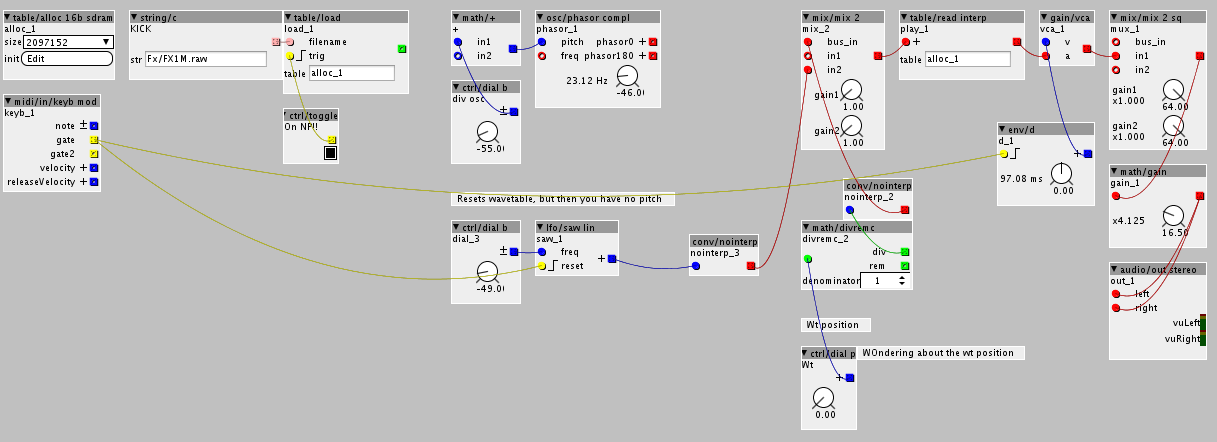 table/alloc 16b sdram
alloc_1
size 2097152
init Edit
string/c
KICK
str Fx/FX1M.raw
table/load
load_1
filename
trig
table alloc_1
ctrl/toggle
On NP!!
midi/in/keyb mod
keyb_1
note ±
gate
gate2
velocity +
releaseVelocity +
math/+
+
in1
in2
ctrl/dial b
div osc
±
-55.0
osc/phasor compl
phasor_1
pitch phasor0 +
freq phasor180 +
23.12 Hz
-46.0
Resets wavetable, but then you have no pitch
ctrl/dial b
dial_3
±
-49.0
lfo/saw lin
saw_1
freq +
reset
conv/nointerp
nointerp_3
mix/mix 2
mix_2
bus_in
in1
in2
gain1
1.00
gain2
1.00
conv/nointerp
nointerp_2
math/divremc
divremc_2
div
rem
denominator 1
Wt position
ctrl/dial p
Wt
+
0.00
WOndering about the wt position
table/read interp
play_1
+
table alloc_1
gain/vca
vca_1
v
a
env/d
d_1
+
97.08 ms
0.00
mix/mix 2 sq
mux_1
bus_in
in1
in2
gain1
x1.000
64.00
gain2
x1.000
64.00
math/gain
gain_1
x4.125
16.50
audio/out stereo
out_1
left
right
vuLeft
vuRight